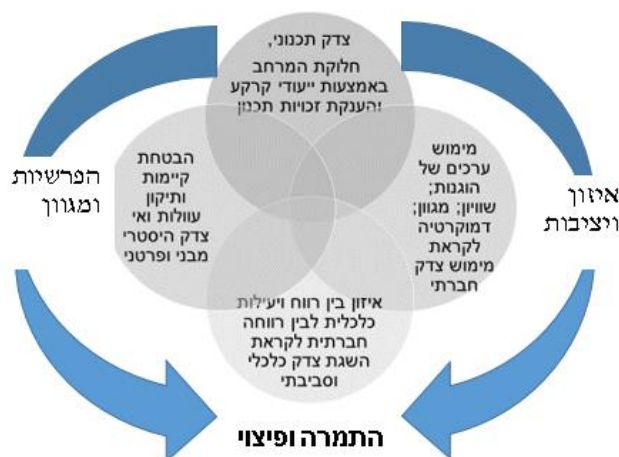 צדק תכנוני,
חלוקת המרחב
באמצעות ייעודי קרקע
והענקת זכויות תכנון
מימוש
ערכים של
הוגנות;
שוויון; מגוון;
דמוקרטיה
לקראת
מימוש צדק
חברתי
הבטחת
קיימות
ותיקון
עוולות ואי
צדק היסטרי
מבני ופרטני
איזון בין רווח ויעילות
כלכלית לבין רווחה
חברתית לקראת
השגת צדק כלכלי
וסביבתי
איזון
ויציבות
הפרשיות
ומגוון
התמרה ופיצוי